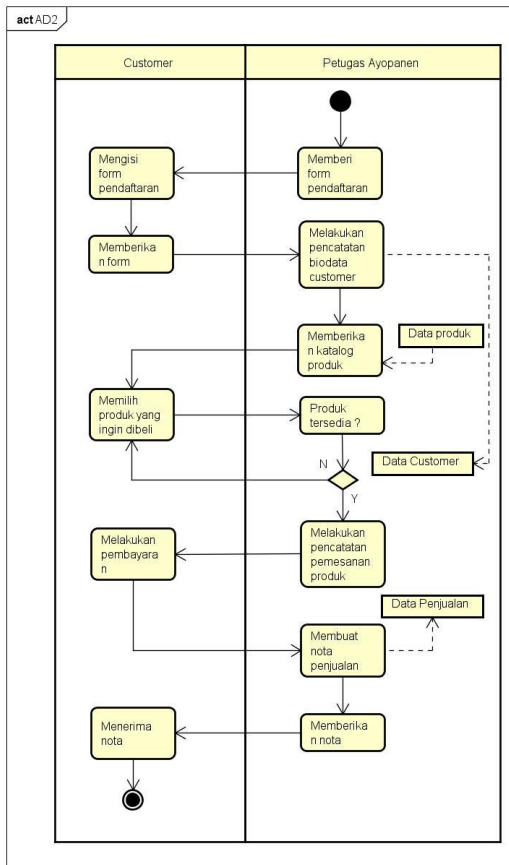 act AD2
Customer
Petugas Ayopanen
Memberi
form
pendaftaran
Mengisi
form
pendaftaran
Memberika
n form
Melakukan
pencatatan
biodata
customer
Memberika
n katalog
produk
Data produk
Memilih
produk yang
ingin dibeli
Produk
tersedia ?
N
Data Customer
Y
Melakukan
pembayara
n
Melakukan
pencatatan
pemesanan
produk
Data Penjualan
Membuat
nota
penjualan
Menerima
nota
Memberika
n nota